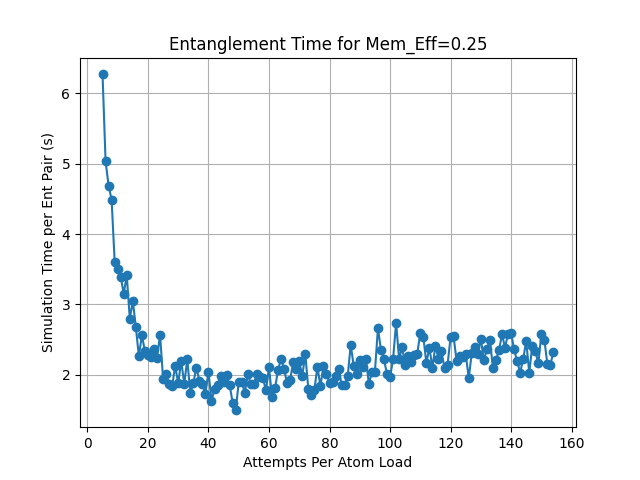 Entanglement Time for Mem_Eff=0.25
Simulation Time per Ent Pair (s)
6
5
4
3
2
0 20 40 60 80 100 120 140 160
Attempts Per Atom Load